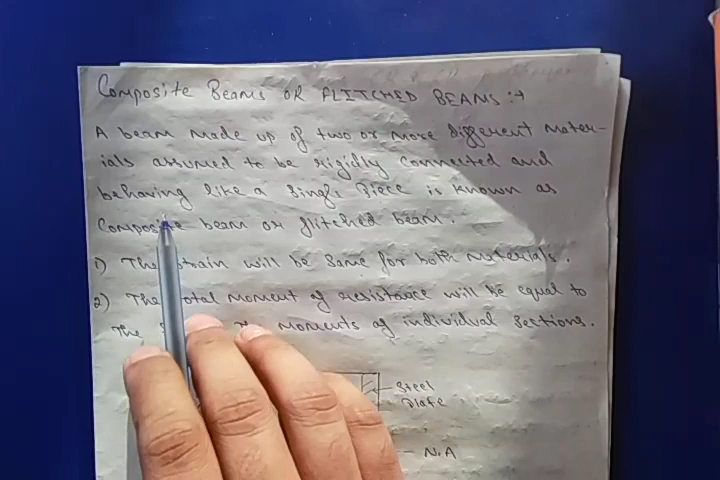 Composite Beams OR FLITCHED BEAMS :→
A beam made up of two or more different mater-
ials assumed to be rigidly connected and
behaving like a single piece is known as
Composite beam or flitched beam.
1) The strain will be same for both materials.
2) The total moment of resistance will be equal to
The moments of individual sections.
Steel
Plate
N.A